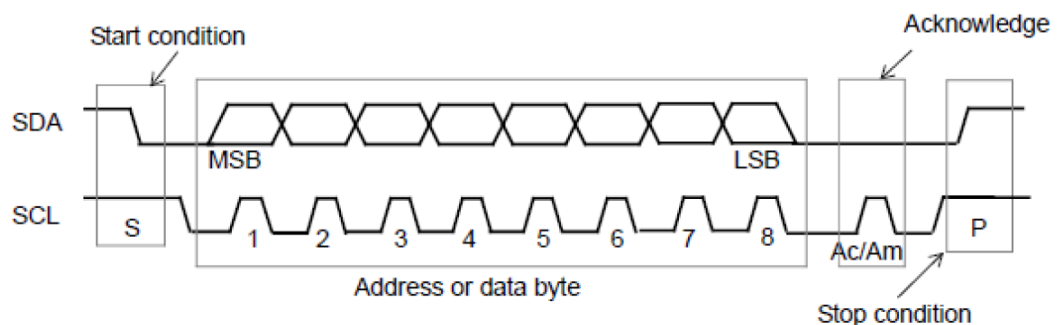 Start condition
Acknowledge
SDA
MSB
LSB
SCL
S
1
2
3
4
5
6
7
8
Ac/Am
P
Address or data byte
Stop condition